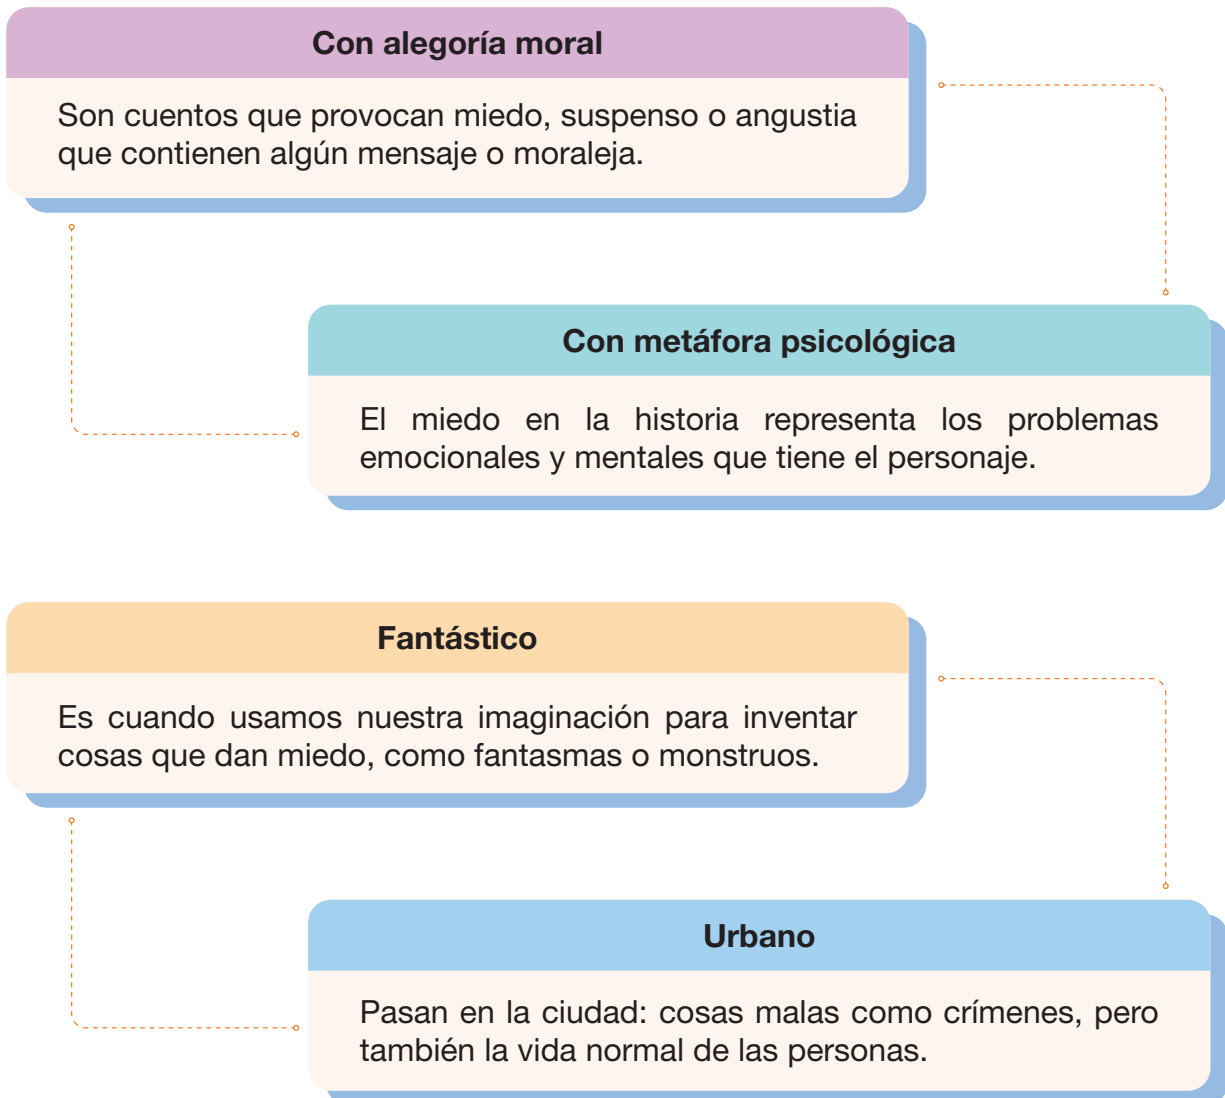 Con alegoría moral
Son cuentos que provocan miedo, suspenso o angustia
que contienen algún mensaje o moraleja.
Con metáfora psicológica
El miedo en la historia representa los problemas
emocionales y mentales que tiene el personaje.
Fantástico
Es cuando usamos nuestra imaginación para inventar
cosas que dan miedo, como fantasmas o monstruos.
Urbano
Pasan en la ciudad: cosas malas como crímenes, pero
también la vida normal de las personas.